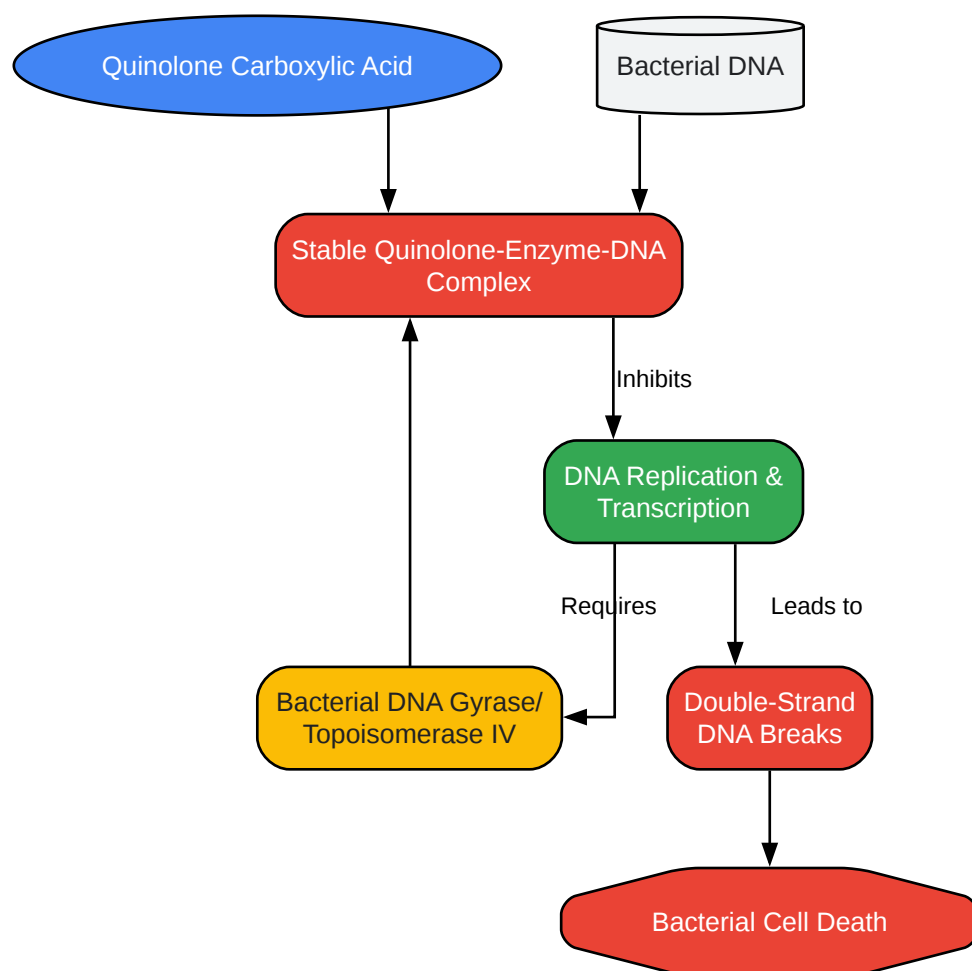 Quinolone Carboxylic Acid
Bacterial DNA
Stable Quinolone-Enzyme-DNA
Complex
Inhibits
DNA Replication &
Transcription
Requires
Leads to
Bacterial DNA Gyrase/
Topoisomerase IV
Double-Strand
DNA Breaks
Bacterial Cell Death